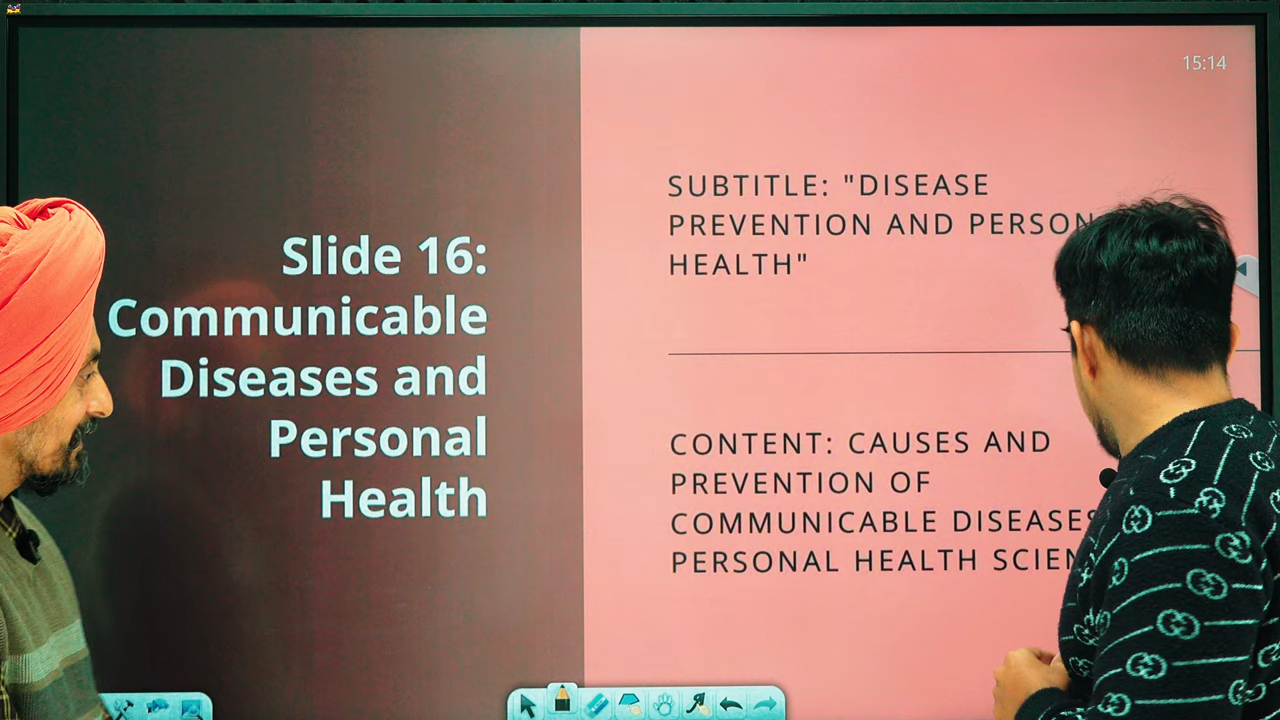 15:14
Slide 16:
Communicable
Diseases and
Personal
Health
SUBTITLE: "DISEASE
PREVENTION AND
HEALTH"
CONTENT: CAUSES AND
PREVENTION OF
COMMUNICABLE DISEASES
PERSONAL HEALTH